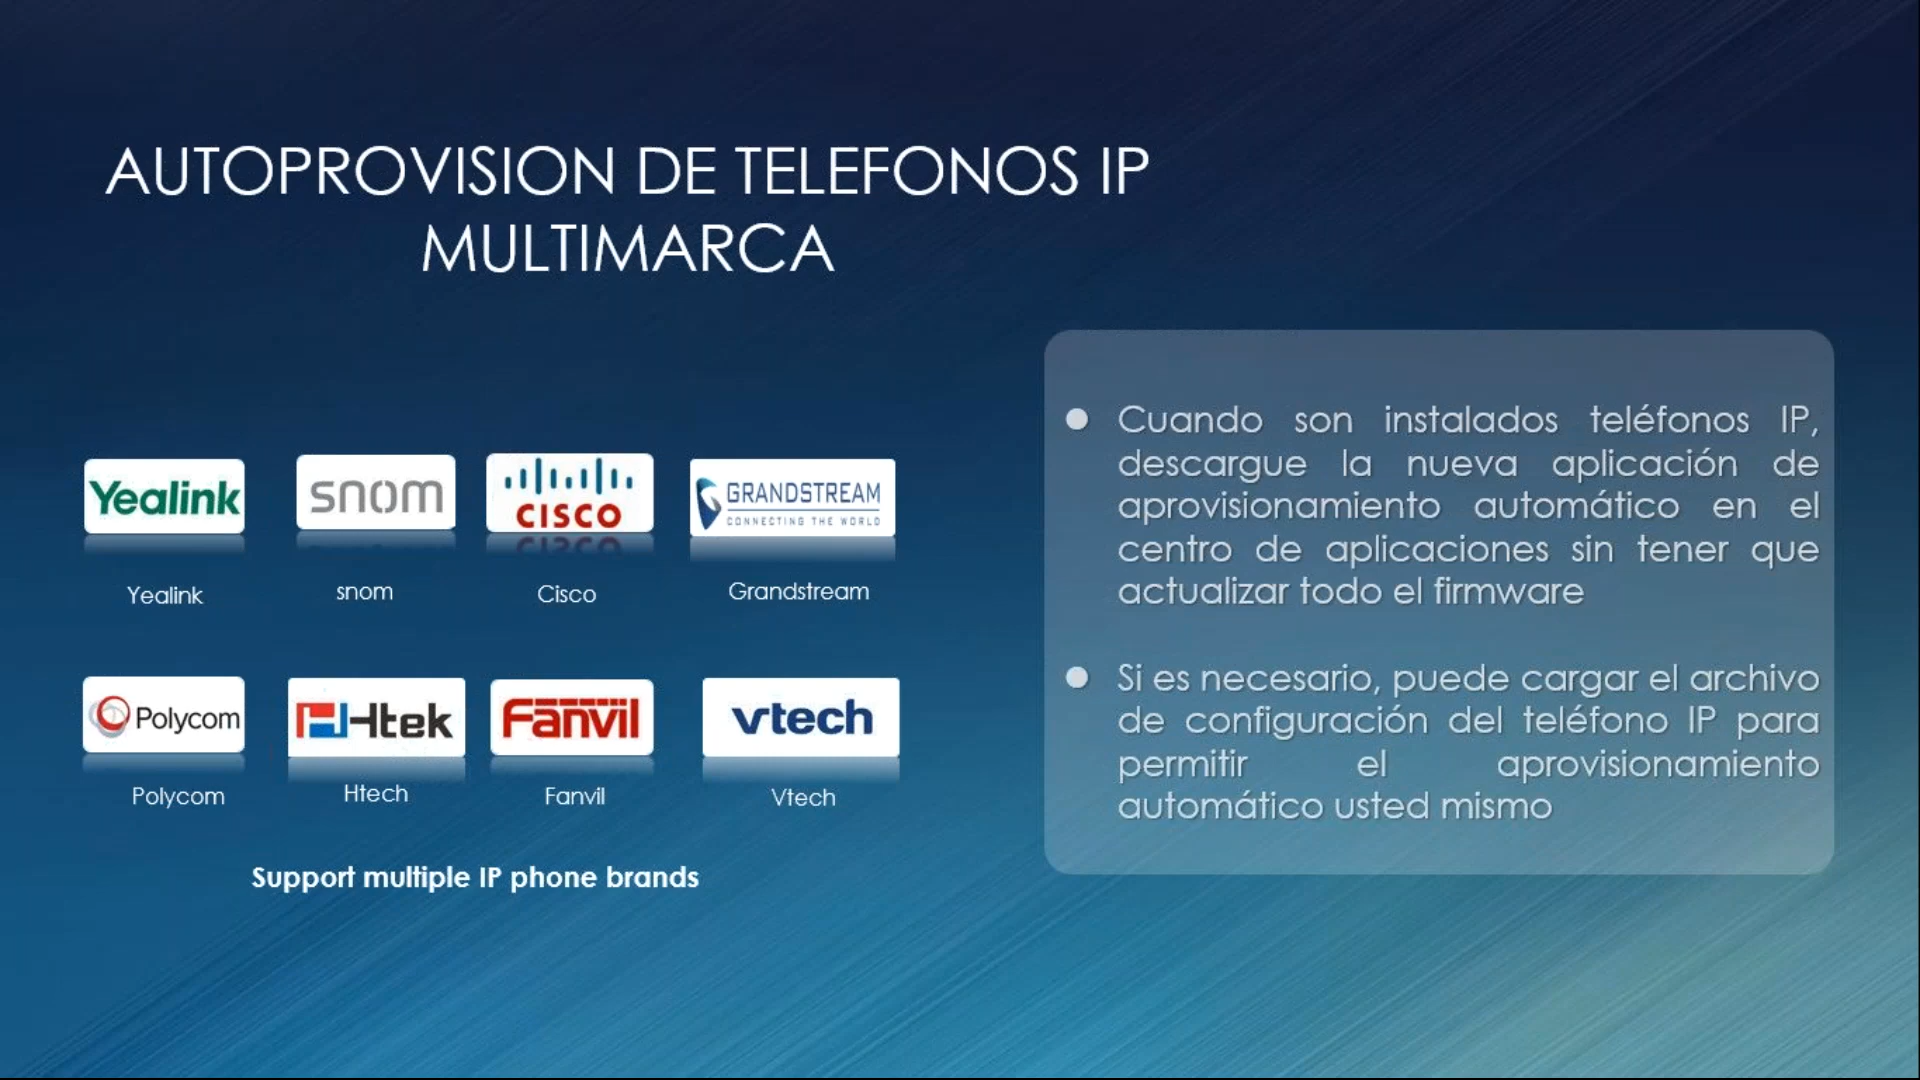 AUTOPROVISION DE TELEFONOS IP
MULTIMARCA
Yealink
snom
CISCO
GRANDSTREAM
CONNECTING THE WORLD
Yealink
snom
Cisco
Grandstream
Polycom
Htek
Fanvil
vtech
Polycom
Htech
Fanvil
Vtech
Support multiple IP phone brands
● Cuando son instalados teléfonos IP,
descargue la nueva aplicación de
aprovisionamiento automático en el
centro de aplicaciones sin tener que
actualizar todo el firmware
● Si es necesario, puede cargar el archivo
de configuración del teléfono IP para
permitir el aprovisionamiento
automático usted mismo